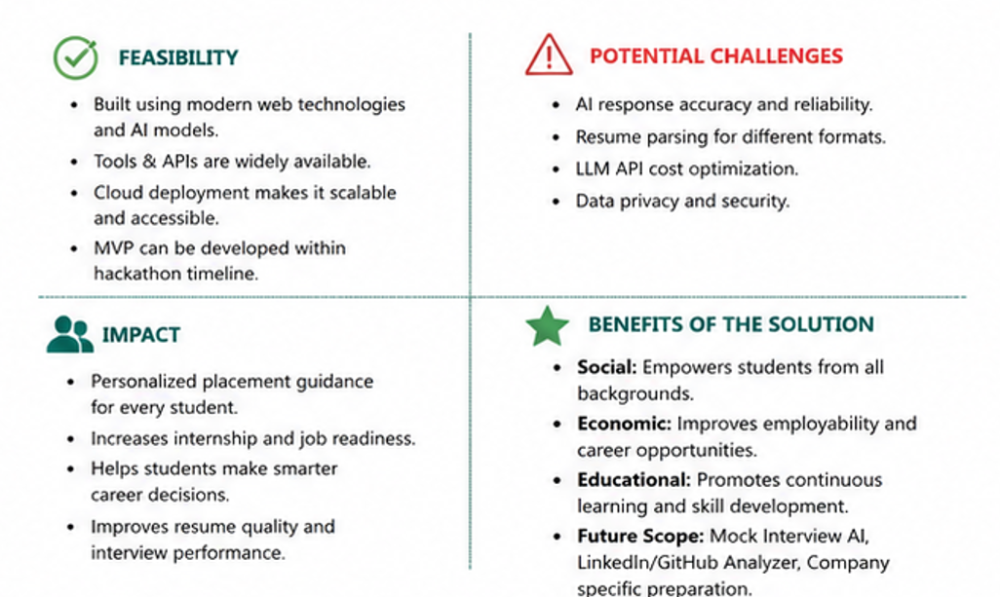 FEASIBILITY
• Built using modern web technologies
and AI models.
• Tools & APIs are widely available.
• Cloud deployment makes it scalable
and accessible.
• MVP can be developed within
hackathon timeline.
POTENTIAL CHALLENGES
• AI response accuracy and reliability.
• Resume parsing for different formats.
• LLM API cost optimization.
• Data privacy and security.
IMPACT
• Personalized placement guidance
for every student.
• Increases internship and job readiness.
• Helps students make smarter
career decisions.
• Improves resume quality and
interview performance.
BENEFITS OF THE SOLUTION
• Social: Empowers students from all
backgrounds.
• Economic: Improves employability and
career opportunities.
• Educational: Promotes continuous
learning and skill development.
• Future Scope: Mock Interview AI,
LinkedIn/GitHub Analyzer, Company
specific preparation.